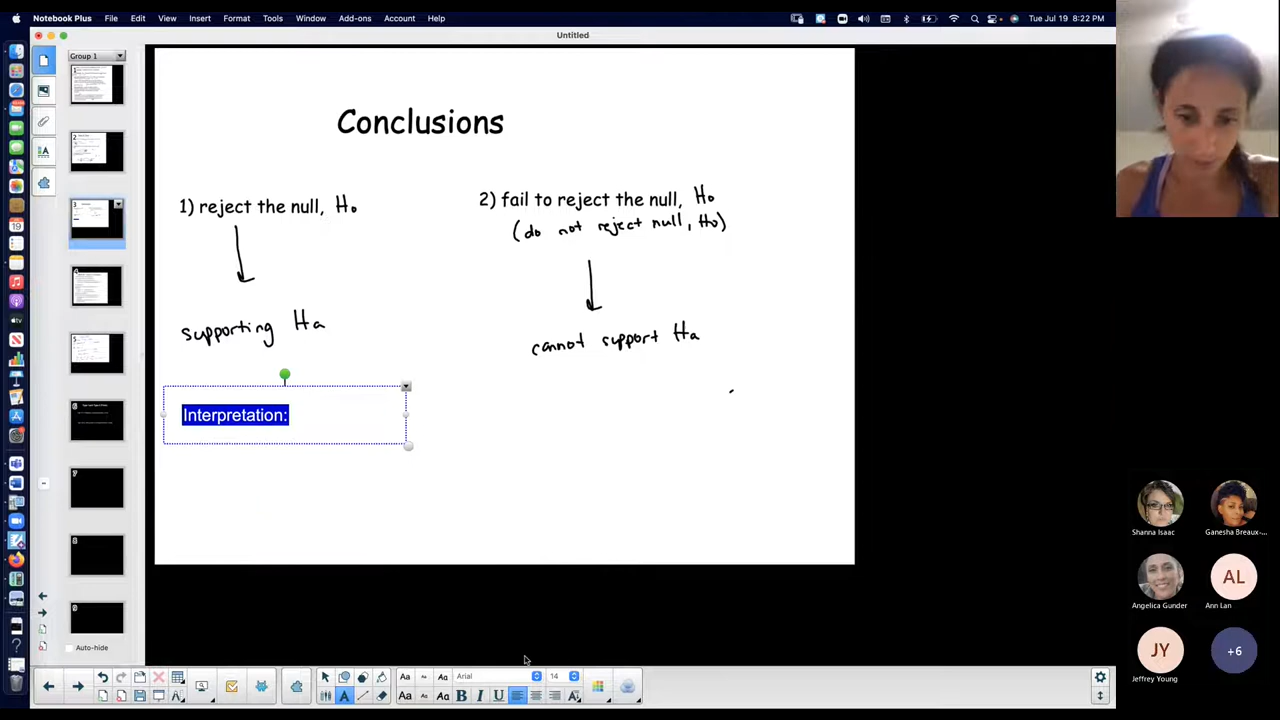 Notebook Plus File Edit View Insert Format Tools Window Add-ons Account Help
Tue Jul 19 8:22 PM
Untitled
Group 1
Conclusions
1) reject the null, Ho
2) fail to reject the null, Ho
(do not reject null, Ho)
supporting Ha
cannot support Ha
Interpretation:
Auto-hide
Arial
14
Shanna Isaac
Ganesha Breaux-...
AL
Angelica Gunder
Ann Lan
JY
+6
Jeffrey Young